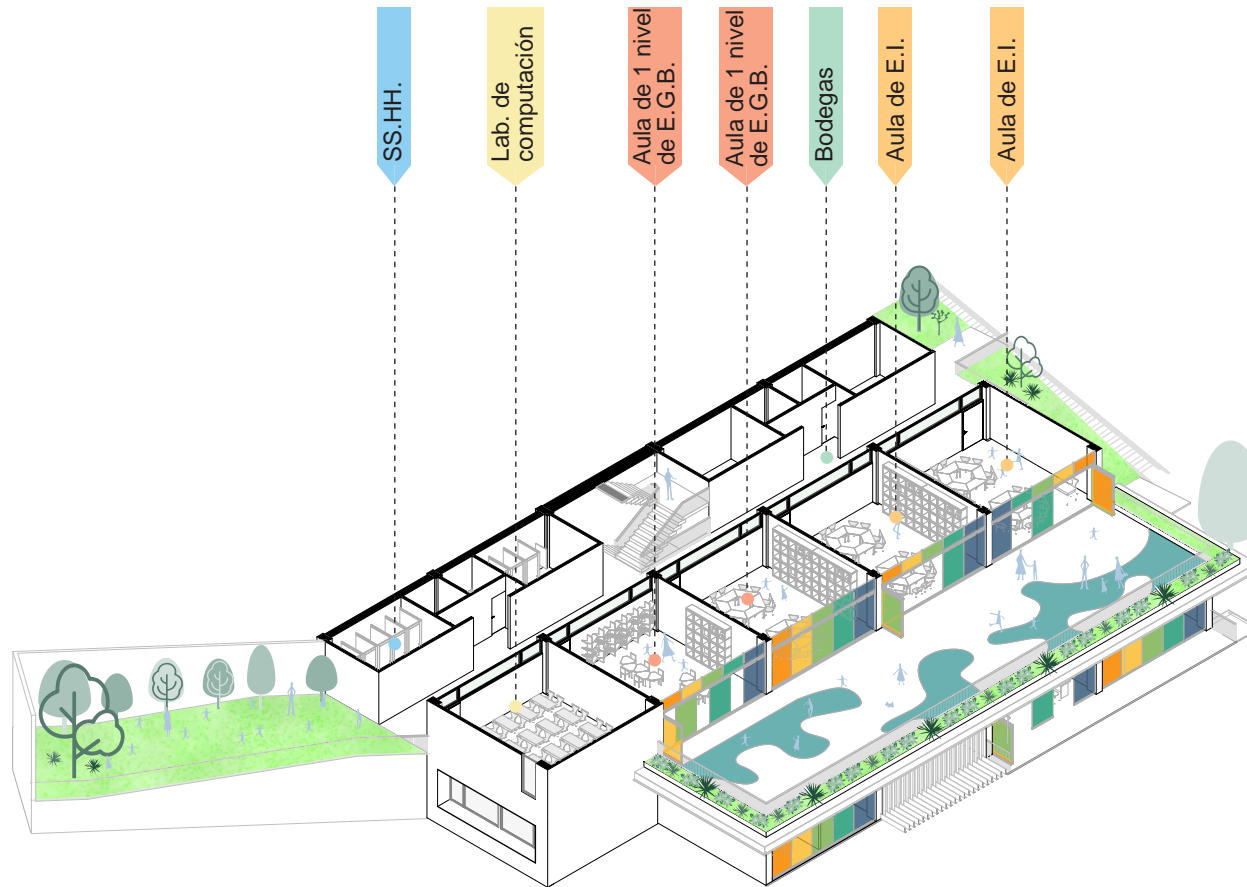 SS.HH.
Lab. de
computación
Aula de 1 nivel
de E.G.B.
Aula de 1 nivel
de E.G.B.
Bodegas
Aula de E.I.
Aula de E.I.